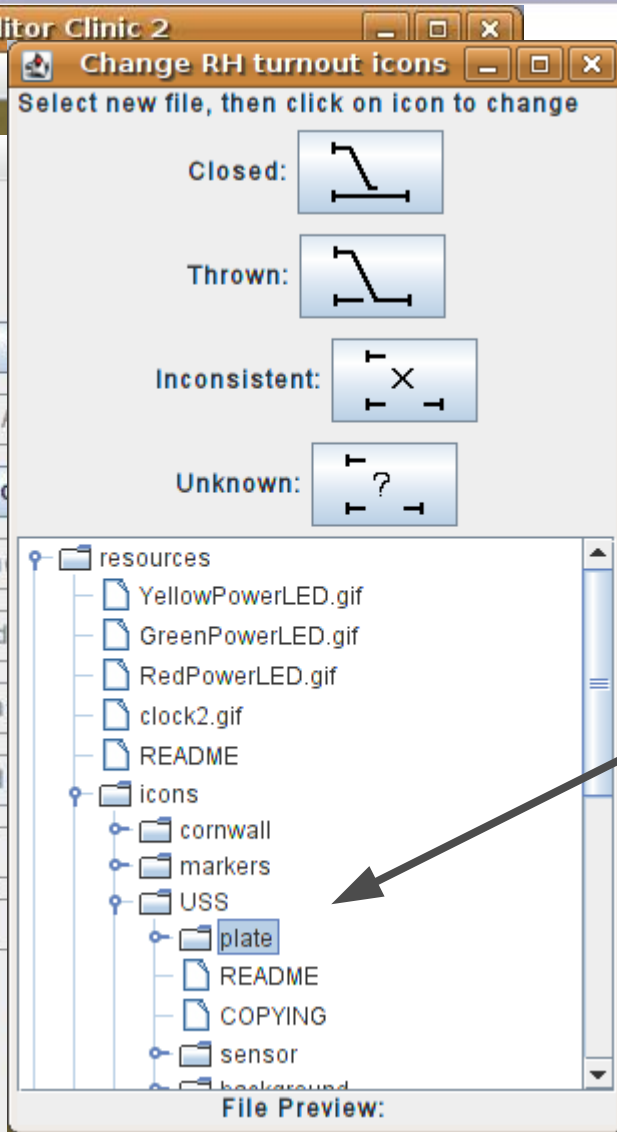 itor Clinic 2
Change RH turnout icons
Select new file, then click on icon to change
Closed:
Thrown:
Inconsistent:
Unknown:
?
resources
YellowPowerLED.gif
GreenPowerLED.gif
RedPowerLED.gif
clock2.gif
README
icons
cornwall
markers
USS
plate
README
COPYING
sensor
background
File Preview: